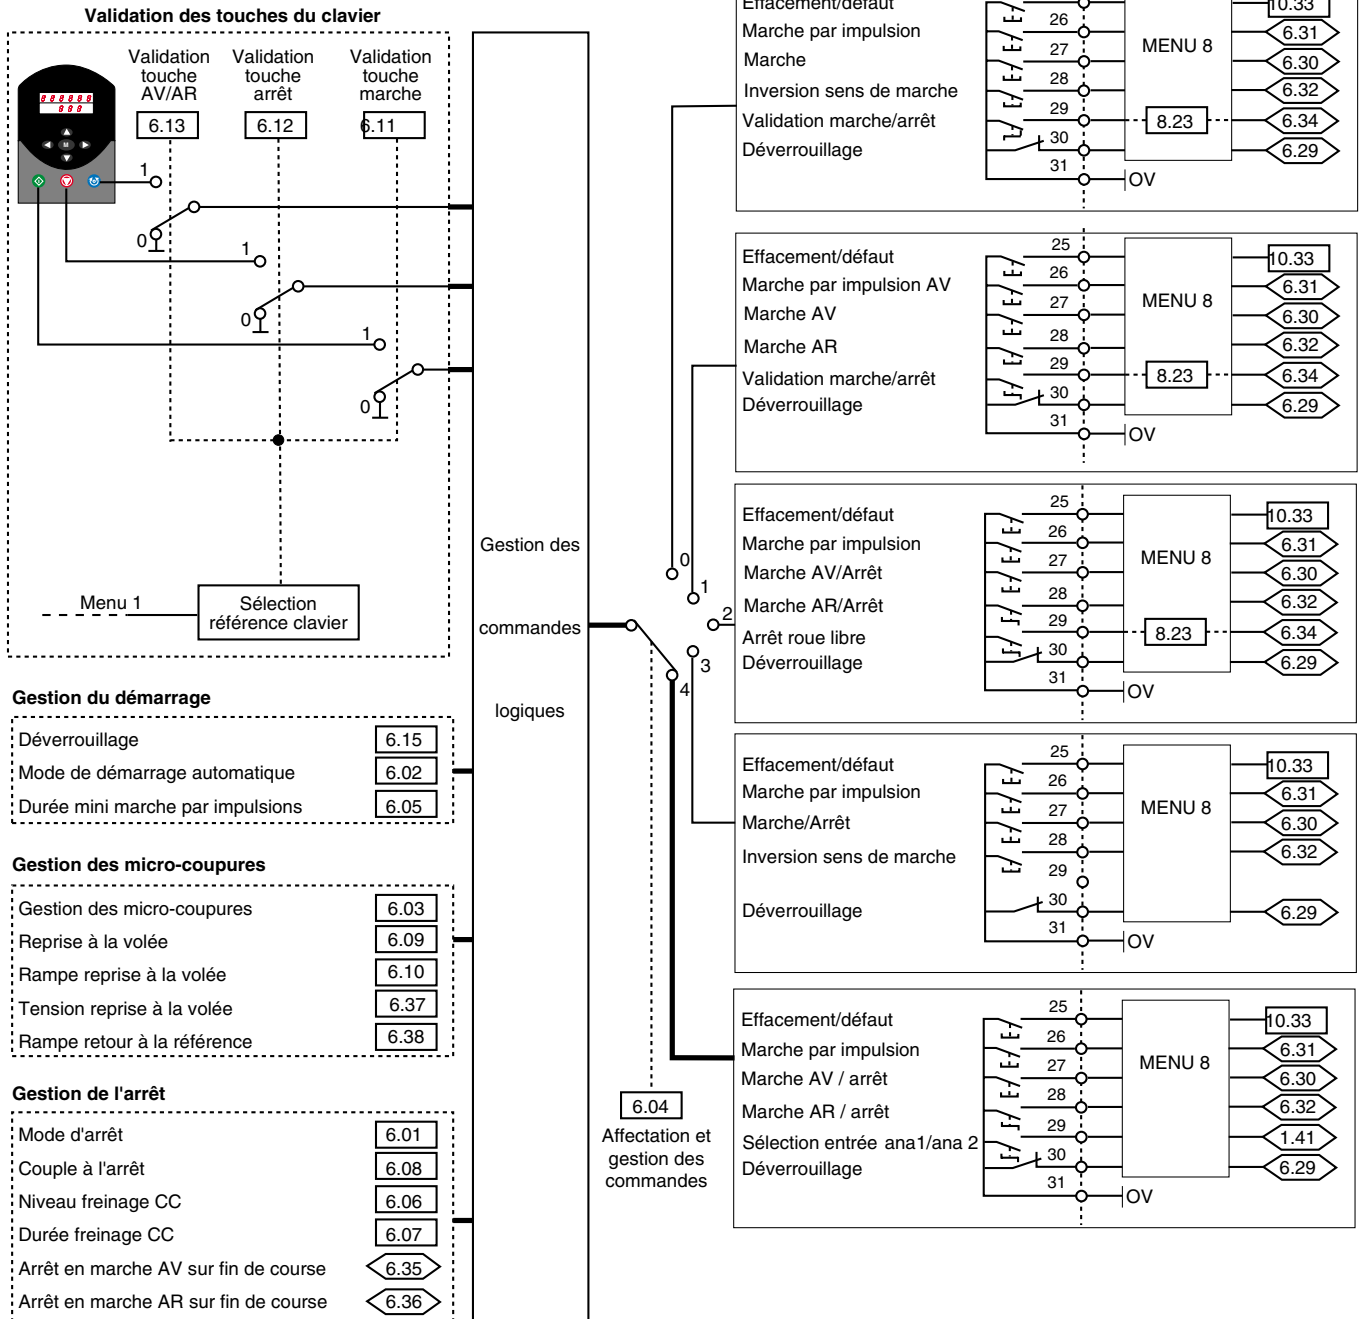 Validation des touches du clavier
Validation touche AV/AR
Validation touche arrêt
Validation touche marche
6.13
6.12
6.11
M
1
0
1
0
1
0
Menu 1
Sélection référence clavier
Gestion du démarrage
Déverrouillage 6.15
Mode de démarrage automatique 6.02
Durée mini marche par impulsions 6.05
Gestion des micro-coupures
Gestion des micro-coupures 6.03
Reprise à la volée 6.09
Rampe reprise à la volée 6.10
Tension reprise à la volée 6.37
Rampe retour à la référence 6.38
Gestion de l'arrêt
Mode d'arrêt 6.01
Couple à l'arrêt 6.08
Niveau freinage CC 6.06
Durée freinage CC 6.07
Arrêt en marche AV sur fin de course 6.35
Arrêt en marche AR sur fin de course 6.36
Gestion des
commandes
logiques
0
1
2
3
4
6.04
Affectation et
gestion des
commandes
Effacement/défaut 10.33
Marche par impulsion 26 6.31
Marche 27 MENU 8 6.30
Inversion sens de marche 28 6.32
Validation marche/arrêt 29 8.23 6.34
Déverrouillage 30 6.29
31 OV
Effacement/défaut 25 10.33
Marche par impulsion AV 26 6.31
Marche AV 27 MENU 8 6.30
Marche AR 28 6.32
Validation marche/arrêt 29 8.23 6.34
Déverrouillage 30 6.29
31 OV
Effacement/défaut 25 10.33
Marche par impulsion 26 6.31
Marche AV/Arrêt 27 MENU 8 6.30
Marche AR/Arrêt 28 6.32
Arrêt roue libre 29 8.23 6.34
Déverrouillage 30 6.29
31 OV
Effacement/défaut 25 10.33
Marche par impulsion 26 6.31
Marche/Arrêt 27 MENU 8 6.30
Inversion sens de marche 28 6.32
29
Déverrouillage 30 6.29
31 OV
Effacement/défaut 25 10.33
Marche par impulsion 26 6.31
Marche AV / arrêt 27 MENU 8 6.30
Marche AR / arrêt 28 6.32
Sélection entrée ana1/ana 2 29 1.41
Déverrouillage 30 6.29
31 OV